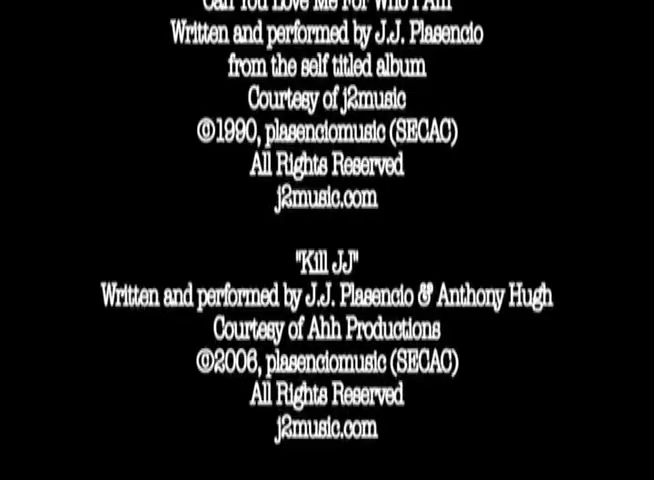 Can You Love Me For Who I Am
Written and performed by J.J. Plasencio
from the self titled album
Courtesy of j2music
©1990, plasenciomusic (SECAC)
All Rights Reserved
j2music.com
"Kill JJ"
Written and performed by J.J. Plasencio & Anthony Hugh
Courtesy of Ahh Productions
©2006, plasenciomusic (SECAC)
All Rights Reserved
j2music.com